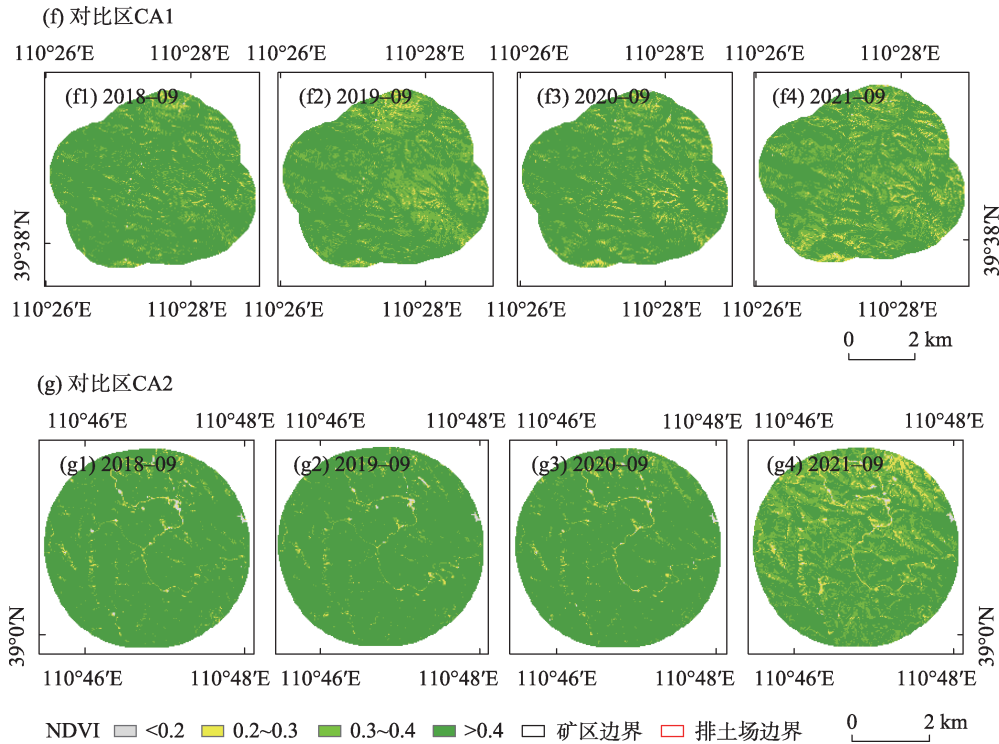 (f) 对比区CA1
110°26′E 110°28′E 110°26′E 110°28′E 110°26′E 110°28′E 110°26′E 110°28′E
(f1) 2018–09 (f2) 2019–09 (f3) 2020–09 (f4) 2021–09
39°38′N 39°38′N
110°26′E 110°28′E 110°26′E 110°28′E 110°26′E 110°28′E 110°26′E 110°28′E
0 2 km
(g) 对比区CA2
110°46′E 110°48′E 110°46′E 110°48′E 110°46′E 110°48′E 110°46′E 110°48′E
(g1) 2018–09 (g2) 2019–09 (g3) 2020–09 (g4) 2021–09
39°0′N 39°0′N
110°46′E 110°48′E 110°46′E 110°48′E 110°46′E 110°48′E 110°46′E 110°48′E
NDVI <0.2 0.2~0.3 0.3~0.4 >0.4 矿区边界 排土场边界 0 2 km